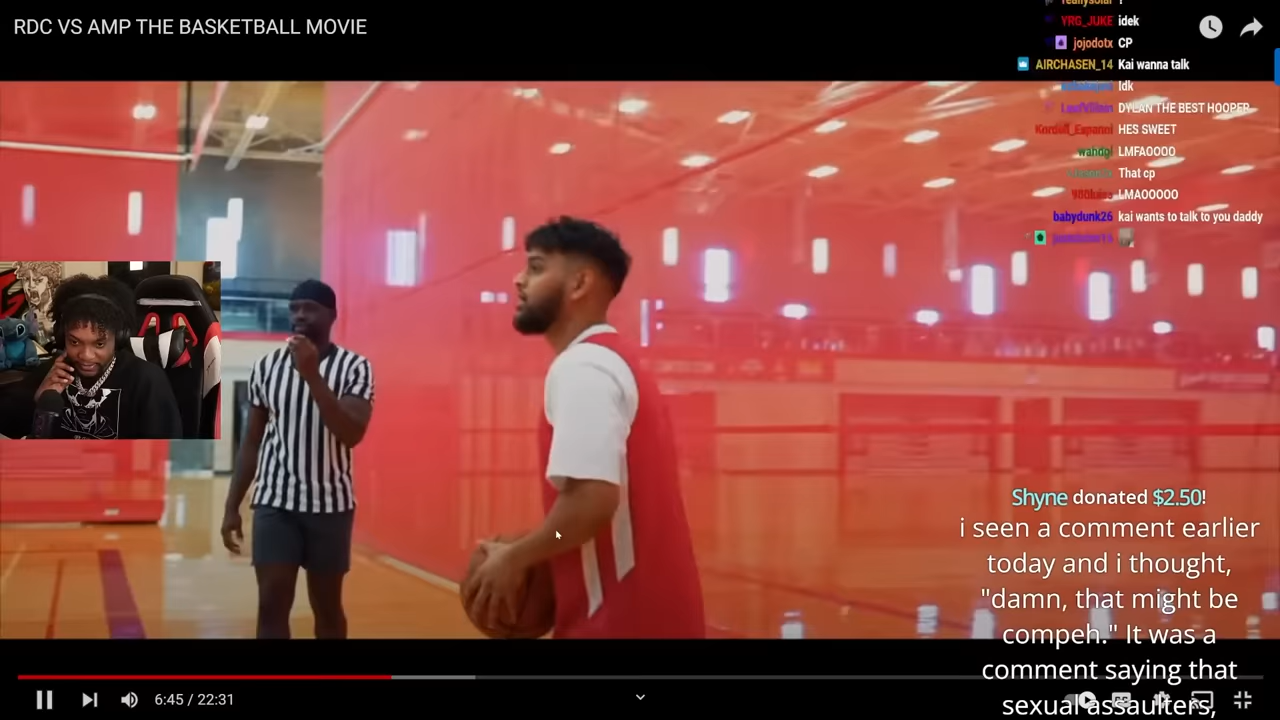 RDC VS AMP THE BASKETBALL MOVIE
YRG_JUKE idek
jojodotx CP
AIRCHASEN_14 Kai wanna talk
Idk
DYLAN THE BEST HOOPER
Kordell_Espanol HES SWEET
wahdgi LMFAOOOO
That cp
LMAOOOOO
babydunk26 kai wants to talk to you daddy
Shyne donated $2.50!
i seen a comment earlier
today and i thought,
"damn, that might be
compeh." It was a
comment saying that
sexual assaulters,
6:45 / 22:31